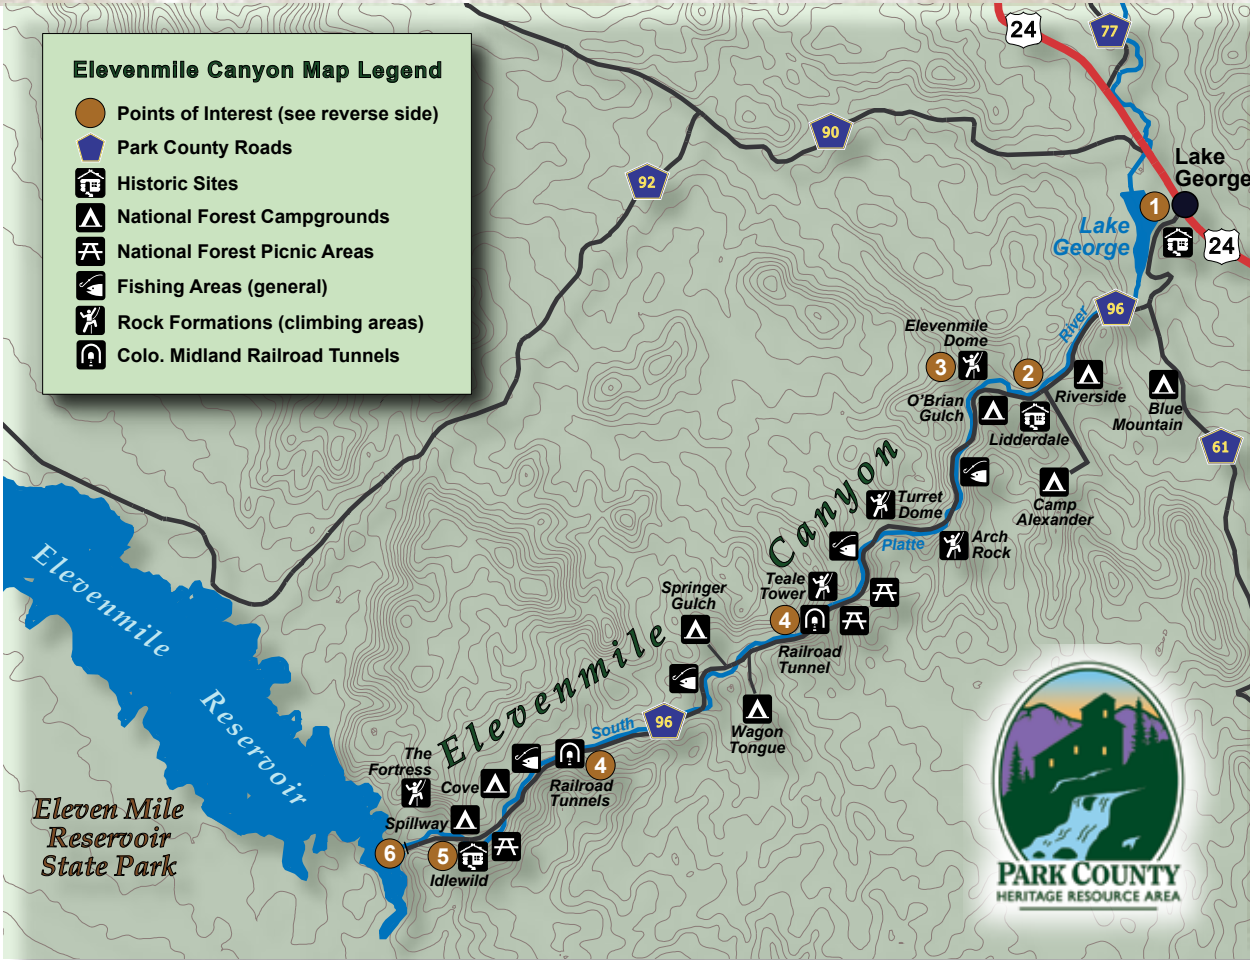 Elevenmile Canyon Map Legend
Points of Interest (see reverse side)
Park County Roads
Historic Sites
National Forest Campgrounds
National Forest Picnic Areas
Fishing Areas (general)
Rock Formations (climbing areas)
Colo. Midland Railroad Tunnels
24
77
90
92
Lake
George
1
Lake
George
24
96
River
Elevenmile
Dome
3
2
Riverside
O'Brian
Gulch
Lidderdale
Blue
Mountain
61
Camp
Alexander
Canyon
Turret
Dome
Platte
Arch
Rock
Teale
Tower
Springer
Gulch
4
Railroad
Tunnel
Elevenmile
Wagon
Tongue
96
South
4
Railroad
Tunnels
The
Fortress
Cove
Spillway
6
5
Idlewild
Elevenmile
Reservoir
Eleven Mile
Reservoir
State Park
PARK COUNTY
HERITAGE RESOURCE AREA